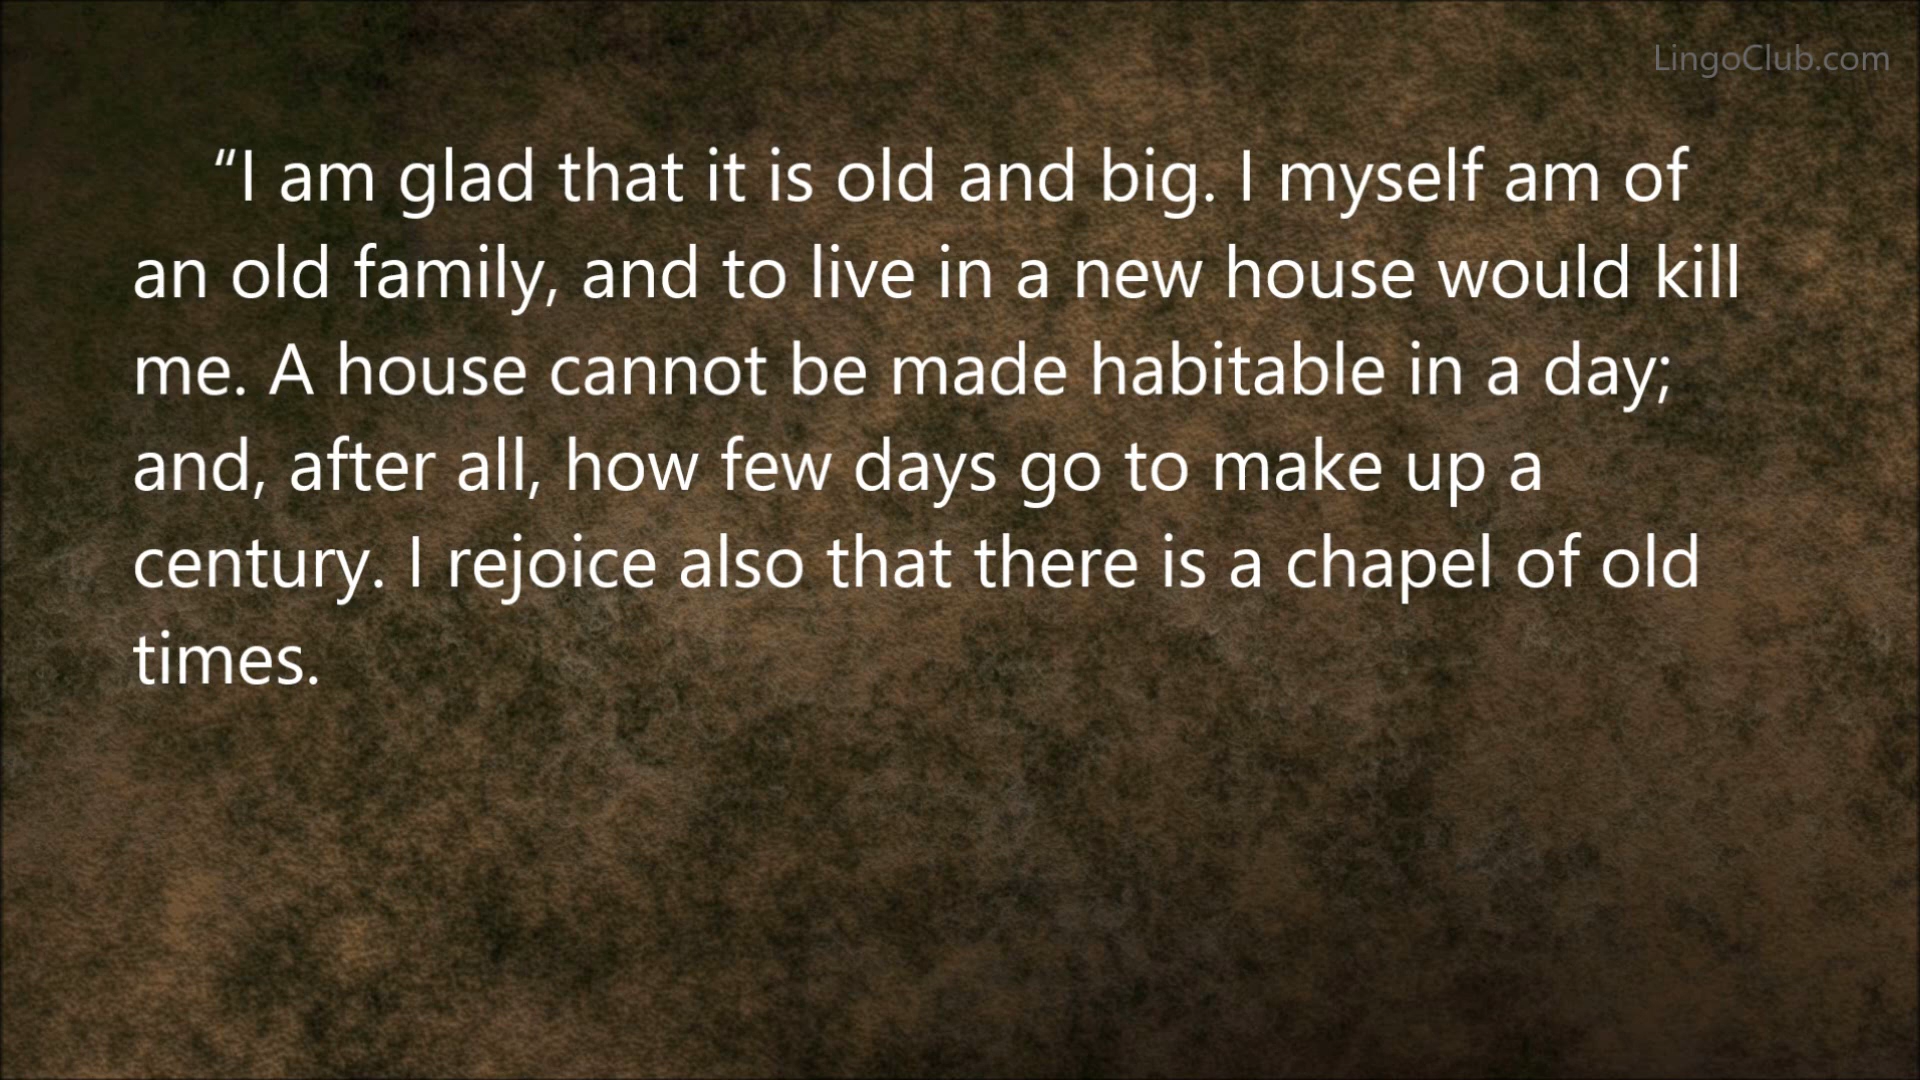 LingoClub.com
“I am glad that it is old and big. I myself am of
an old family, and to live in a new house would kill
me. A house cannot be made habitable in a day;
and, after all, how few days go to make up a
century. I rejoice also that there is a chapel of old
times.